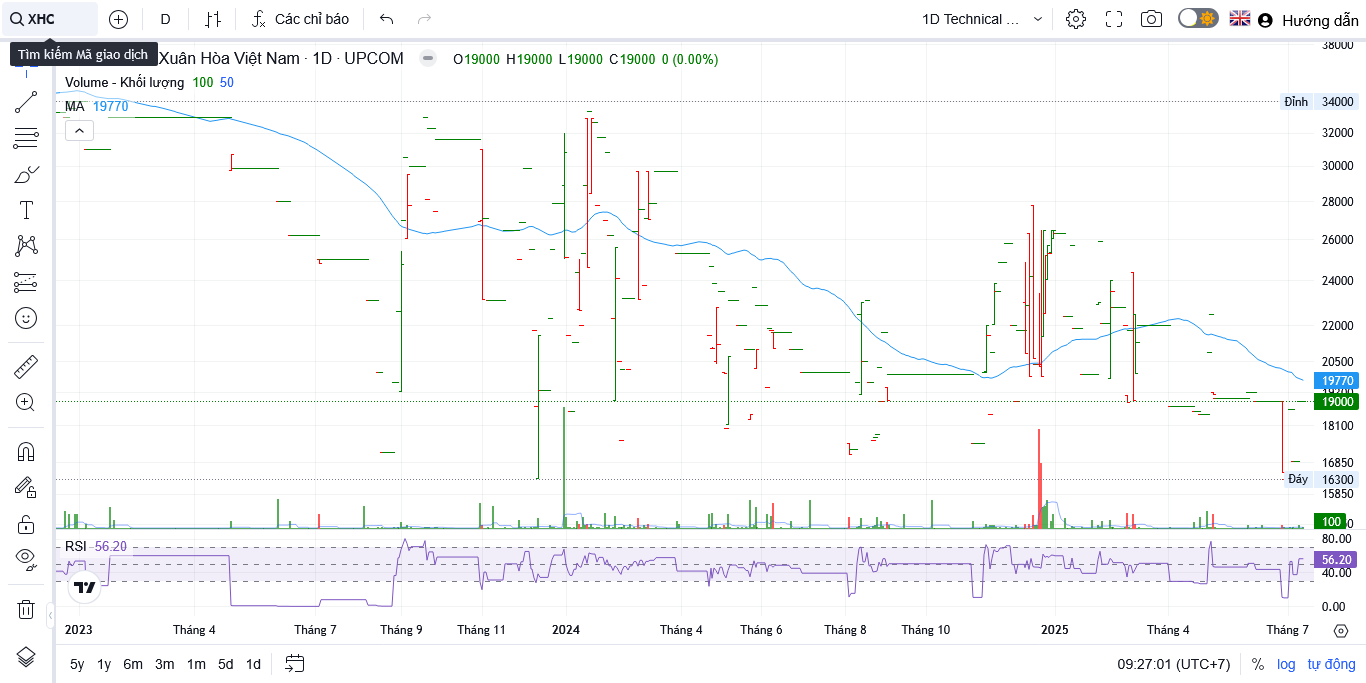 XHC
D
Các chỉ báo
1D Technical ...
Hướng dẫn
Tìm kiếm Mã giao dịch
Xuân Hòa Việt Nam · 1D · UPCOM
O19000 H19000 L19000 C19000 0 (0.00%)
Volume - Khối lượng 100 50
MA 19770
38000
Đỉnh 34000
32000
30000
28000
26000
24000
22000
20500
19770
19000
18100
16850
Đáy 16300
15850
100
RSI 56.20
80.00
56.20
40.00
0.00
2023 Tháng 4 Tháng 7 Tháng 9 Tháng 11 2024 Tháng 4 Tháng 6 Tháng 8 Tháng 10 2025 Tháng 4 Tháng 7
5y 1y 6m 3m 1m 5d 1d
09:27:01 (UTC+7) % log tự động